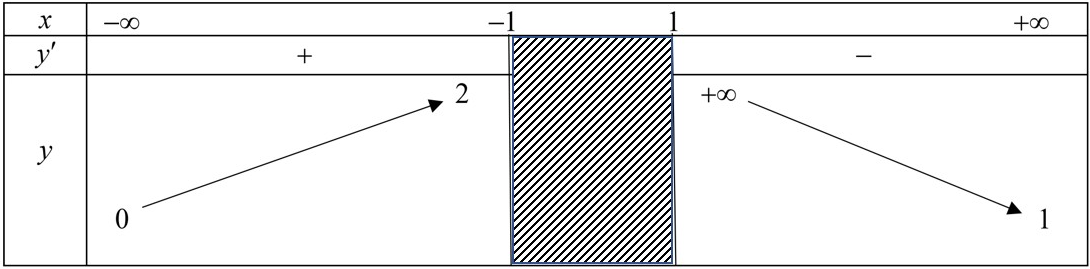 x −∞ −1 1 +∞
y′ + −
2 +∞
y
0 1